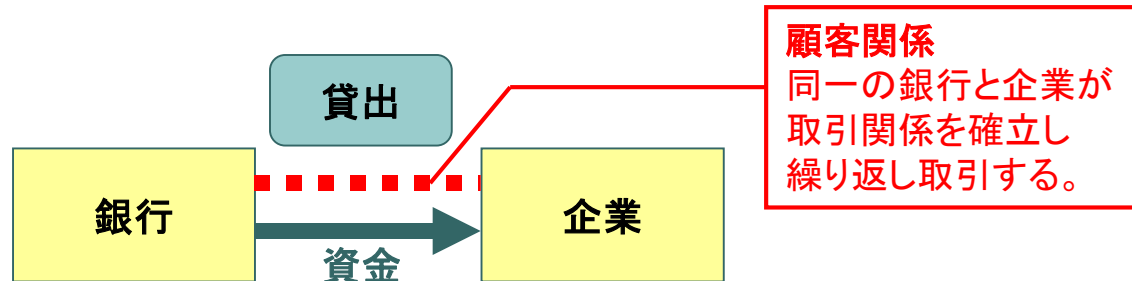 貸出
顧客関係
同一の銀行と企業が
取引関係を確立し
繰り返し取引する。
銀行
企業
資金